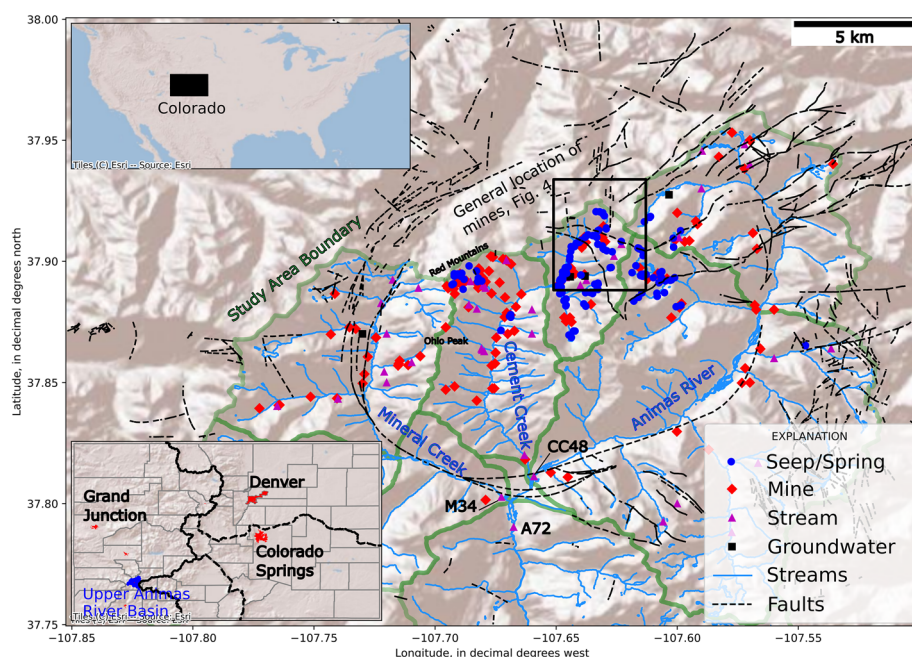 38.00
5 km
Colorado
Tiles (C) Esri -- Source: Esri
37.95
General location of
mines, Fig. 4
Study Area Boundary
37.90
Red Mountains
Ohio Peak
Latitude, in decimal degrees north
37.85
Cement Creek
Animas River
Mineral Creek
CC48
M34
A72
37.80
Denver
Grand
Junction
Colorado
Springs
Upper Animas
River Basin
EXPLANATION
Seep/Spring
Mine
Stream
Groundwater
Streams
Faults
37.75
−107.85
−107.80
−107.75
−107.70
−107.65
−107.60
−107.55
Longitude, in decimal degrees west